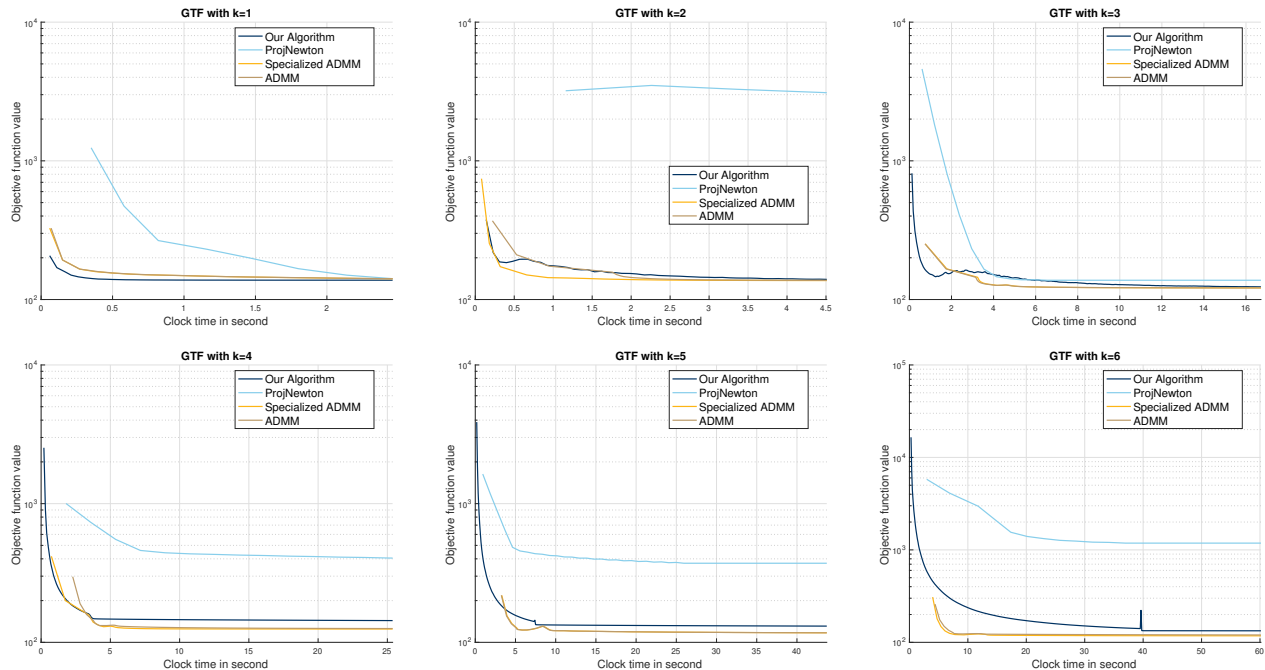 GTF with k=1
Objective function value
10^4
10^3
10^2
Our Algorithm
ProjNewton
Specialized ADMM
ADMM
0 0.5 1 1.5 2
Clock time in second
GTF with k=2
Objective function value
10^4
10^3
10^2
Our Algorithm
ProjNewton
Specialized ADMM
ADMM
0 0.5 1 1.5 2 2.5 3 3.5 4 4.5
Clock time in second
GTF with k=3
Objective function value
10^4
10^3
10^2
Our Algorithm
ProjNewton
Specialized ADMM
ADMM
0 2 4 6 8 10 12 14 16
Clock time in second
GTF with k=4
Objective function value
10^4
10^3
10^2
Our Algorithm
ProjNewton
Specialized ADMM
ADMM
0 5 10 15 20 25
Clock time in second
GTF with k=5
Objective function value
10^4
10^3
10^2
Our Algorithm
ProjNewton
Specialized ADMM
ADMM
0 5 10 15 20 25 30 35 40
Clock time in second
GTF with k=6
Objective function value
10^5
10^4
10^3
10^2
Our Algorithm
ProjNewton
Specialized ADMM
ADMM
0 10 20 30 40 50 60
Clock time in second